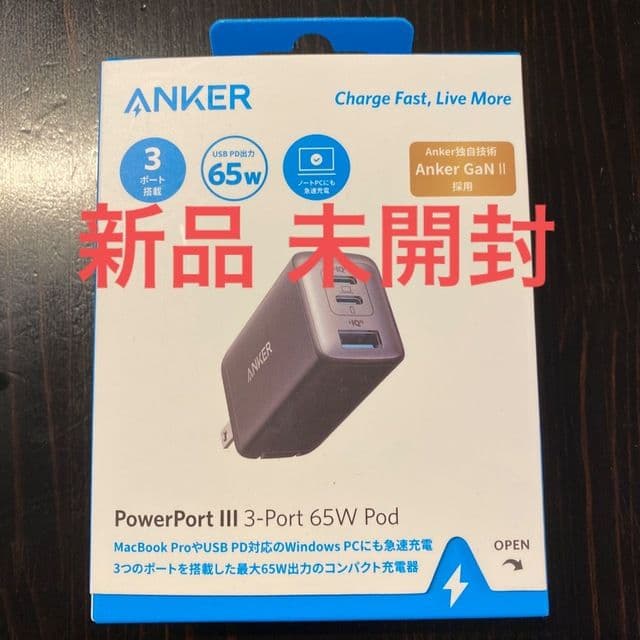 ANKER
Charge Fast, Live More
3
ポート
搭載
USB PD出力
65W
ノートPCにも
急速充電
Anker独自技術
Anker GaN II
採用
新品 未開封
IQ
IQ
ANKER
PowerPort III 3-Port 65W Pod
MacBook ProやUSB PD対応のWindows PCにも急速充電
3つのポートを搭載した最大65W出力のコンパクト充電器
OPEN